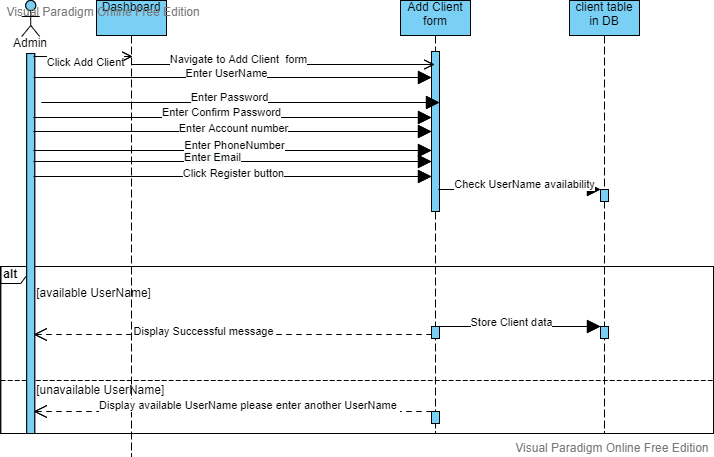 Visual Paradigm Online Free Edition
Dashboard
Add Client
form
client table
in DB
Admin
Click Add Client
Navigate to Add Client form
Enter UserName
Enter Password
Enter Confirm Password
Enter Account number
Enter PhoneNumber
Enter Email
Click Register button
Check UserName availability
alt
[available UserName]
Store Client data
Display Successful message
[unavailable UserName]
Display available UserName please enter another UserName
Visual Paradigm Online Free Edition